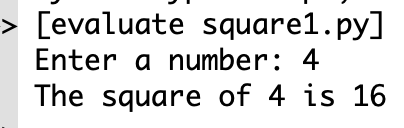 > [evaluate square1.py]
Enter a number: 4
The square of 4 is 16